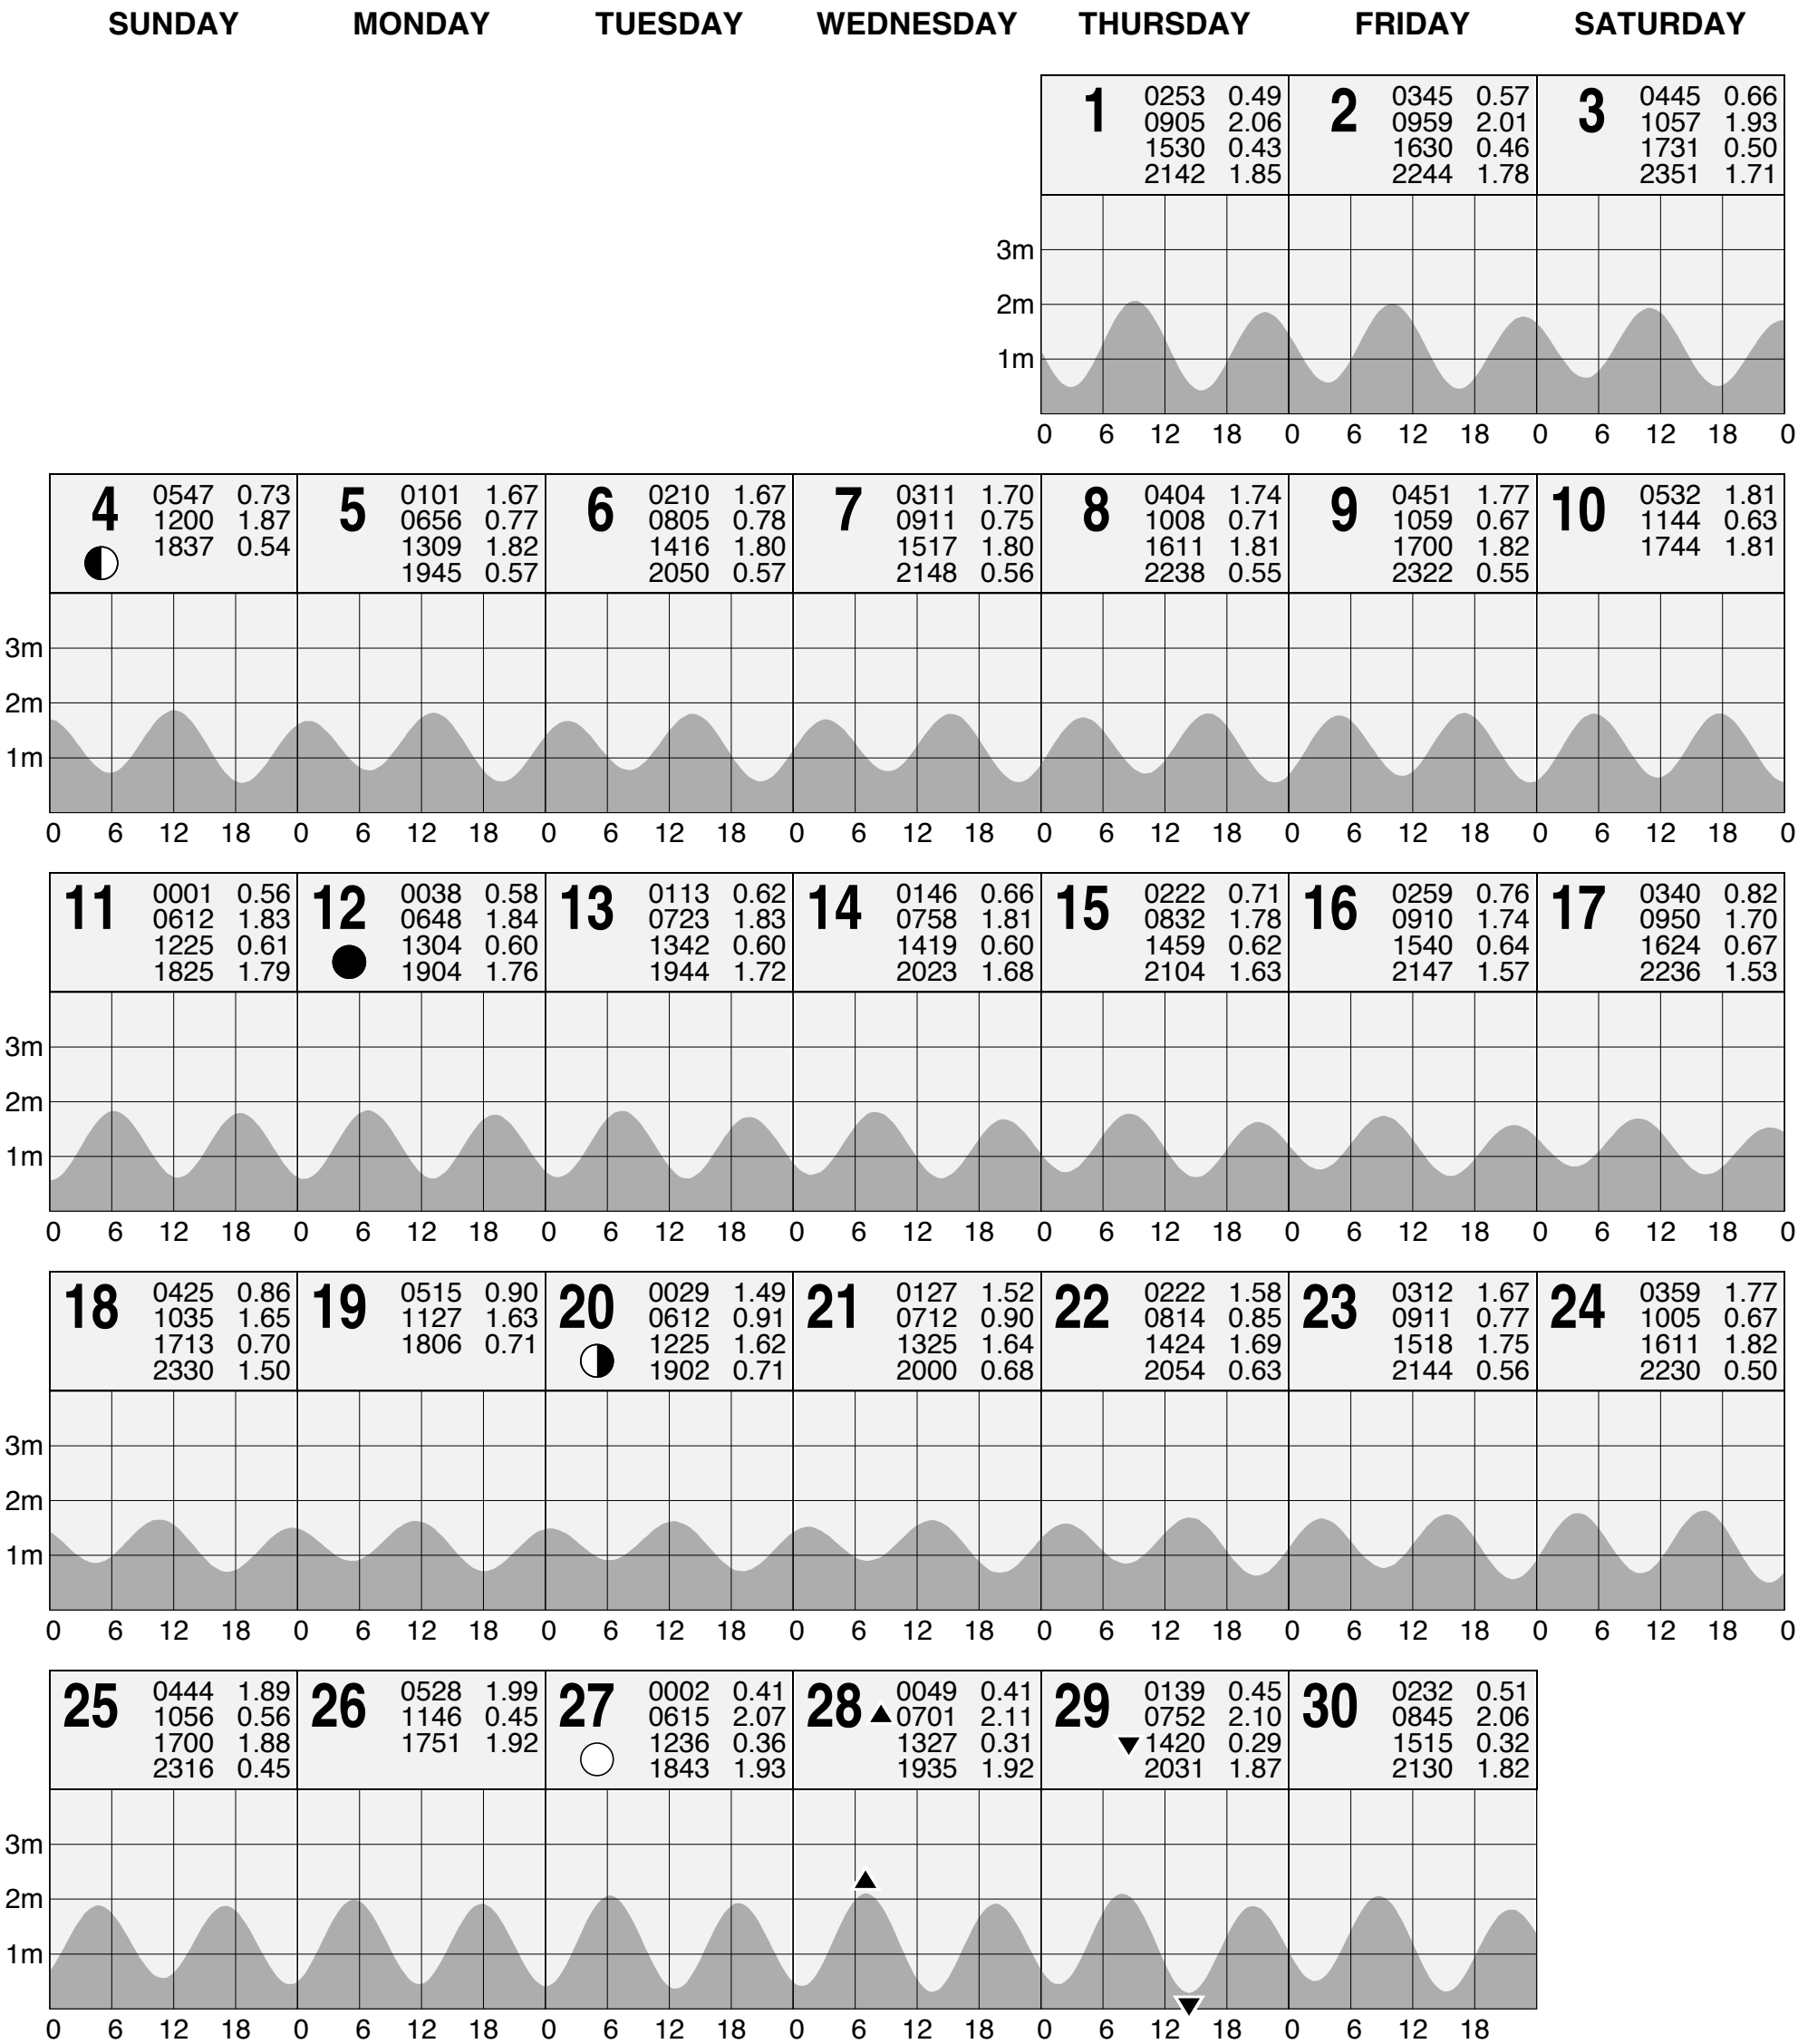 SUNDAY MONDAY TUESDAY WEDNESDAY THURSDAY FRIDAY SATURDAY
1 0253 0.49 2 0345 0.57 3 0445 0.66
0905 2.06 0959 2.01 1057 1.93
1530 0.43 1630 0.46 1731 0.50
2142 1.85 2244 1.78 2351 1.71
3m
2m
1m
0 6 12 18 0 6 12 18 0 6 12 18 0
4 0547 0.73 5 0101 1.67 6 0210 1.67 7 0311 1.70 8 0404 1.74 9 0451 1.77 10 0532 1.81
1200 1.87 0656 0.77 0805 0.78 0911 0.75 1008 0.71 1059 0.67 1144 0.63
1837 0.54 1309 1.82 1416 1.80 1517 1.80 1611 1.81 1700 1.82 1744 1.81
1945 0.57 2050 0.57 2148 0.56 2238 0.55 2322 0.55
3m
2m
1m
0 6 12 18 0 6 12 18 0 6 12 18 0 6 12 18 0 6 12 18 0 6 12 18 0 6 12 18 0
11 0001 0.56 12 0038 0.58 13 0113 0.62 14 0146 0.66 15 0222 0.71 16 0259 0.76 17 0340 0.82
0612 1.83 0648 1.84 0723 1.83 0758 1.81 0832 1.78 0910 1.74 0950 1.70
1225 0.61 1304 0.60 1342 0.60 1419 0.60 1459 0.62 1540 0.64 1624 0.67
1825 1.79 1904 1.76 1944 1.72 2023 1.68 2104 1.63 2147 1.57 2236 1.53
3m
2m
1m
0 6 12 18 0 6 12 18 0 6 12 18 0 6 12 18 0 6 12 18 0 6 12 18 0 6 12 18 0
18 0425 0.86 19 0515 0.90 20 0029 1.49 21 0127 1.52 22 0222 1.58 23 0312 1.67 24 0359 1.77
1035 1.65 1127 1.63 0612 0.91 0712 0.90 0814 0.85 0911 0.77 1005 0.67
1713 0.70 1806 0.71 1225 1.62 1325 1.64 1424 1.69 1518 1.75 1611 1.82
2330 1.50 1902 0.71 2000 0.68 2054 0.63 2144 0.56 2230 0.50
3m
2m
1m
0 6 12 18 0 6 12 18 0 6 12 18 0 6 12 18 0 6 12 18 0 6 12 18 0 6 12 18 0
25 0444 1.89 26 0528 1.99 27 0002 0.41 28 0049 0.41 29 0139 0.45 30 0232 0.51
1056 0.56 1146 0.45 0615 2.07 0701 2.11 0752 2.10 0845 2.06
1700 1.88 1751 1.92 1236 0.36 1327 0.31 1420 0.29 1515 0.32
2316 0.45 1843 1.93 1935 1.92 2031 1.87 2130 1.82
3m
2m
1m
0 6 12 18 0 6 12 18 0 6 12 18 0 6 12 18 0 6 12 18 0 6 12 18